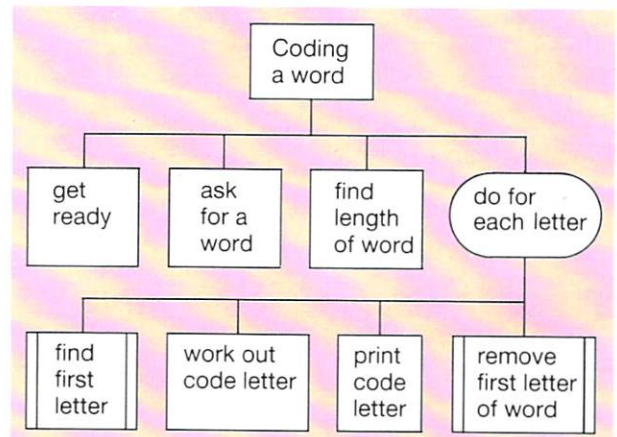 Coding
a word
get
ready
ask
for a
word
find
length
of word
do for
each letter
find
first
letter
work out
code letter
print
code
letter
remove
first letter
of word